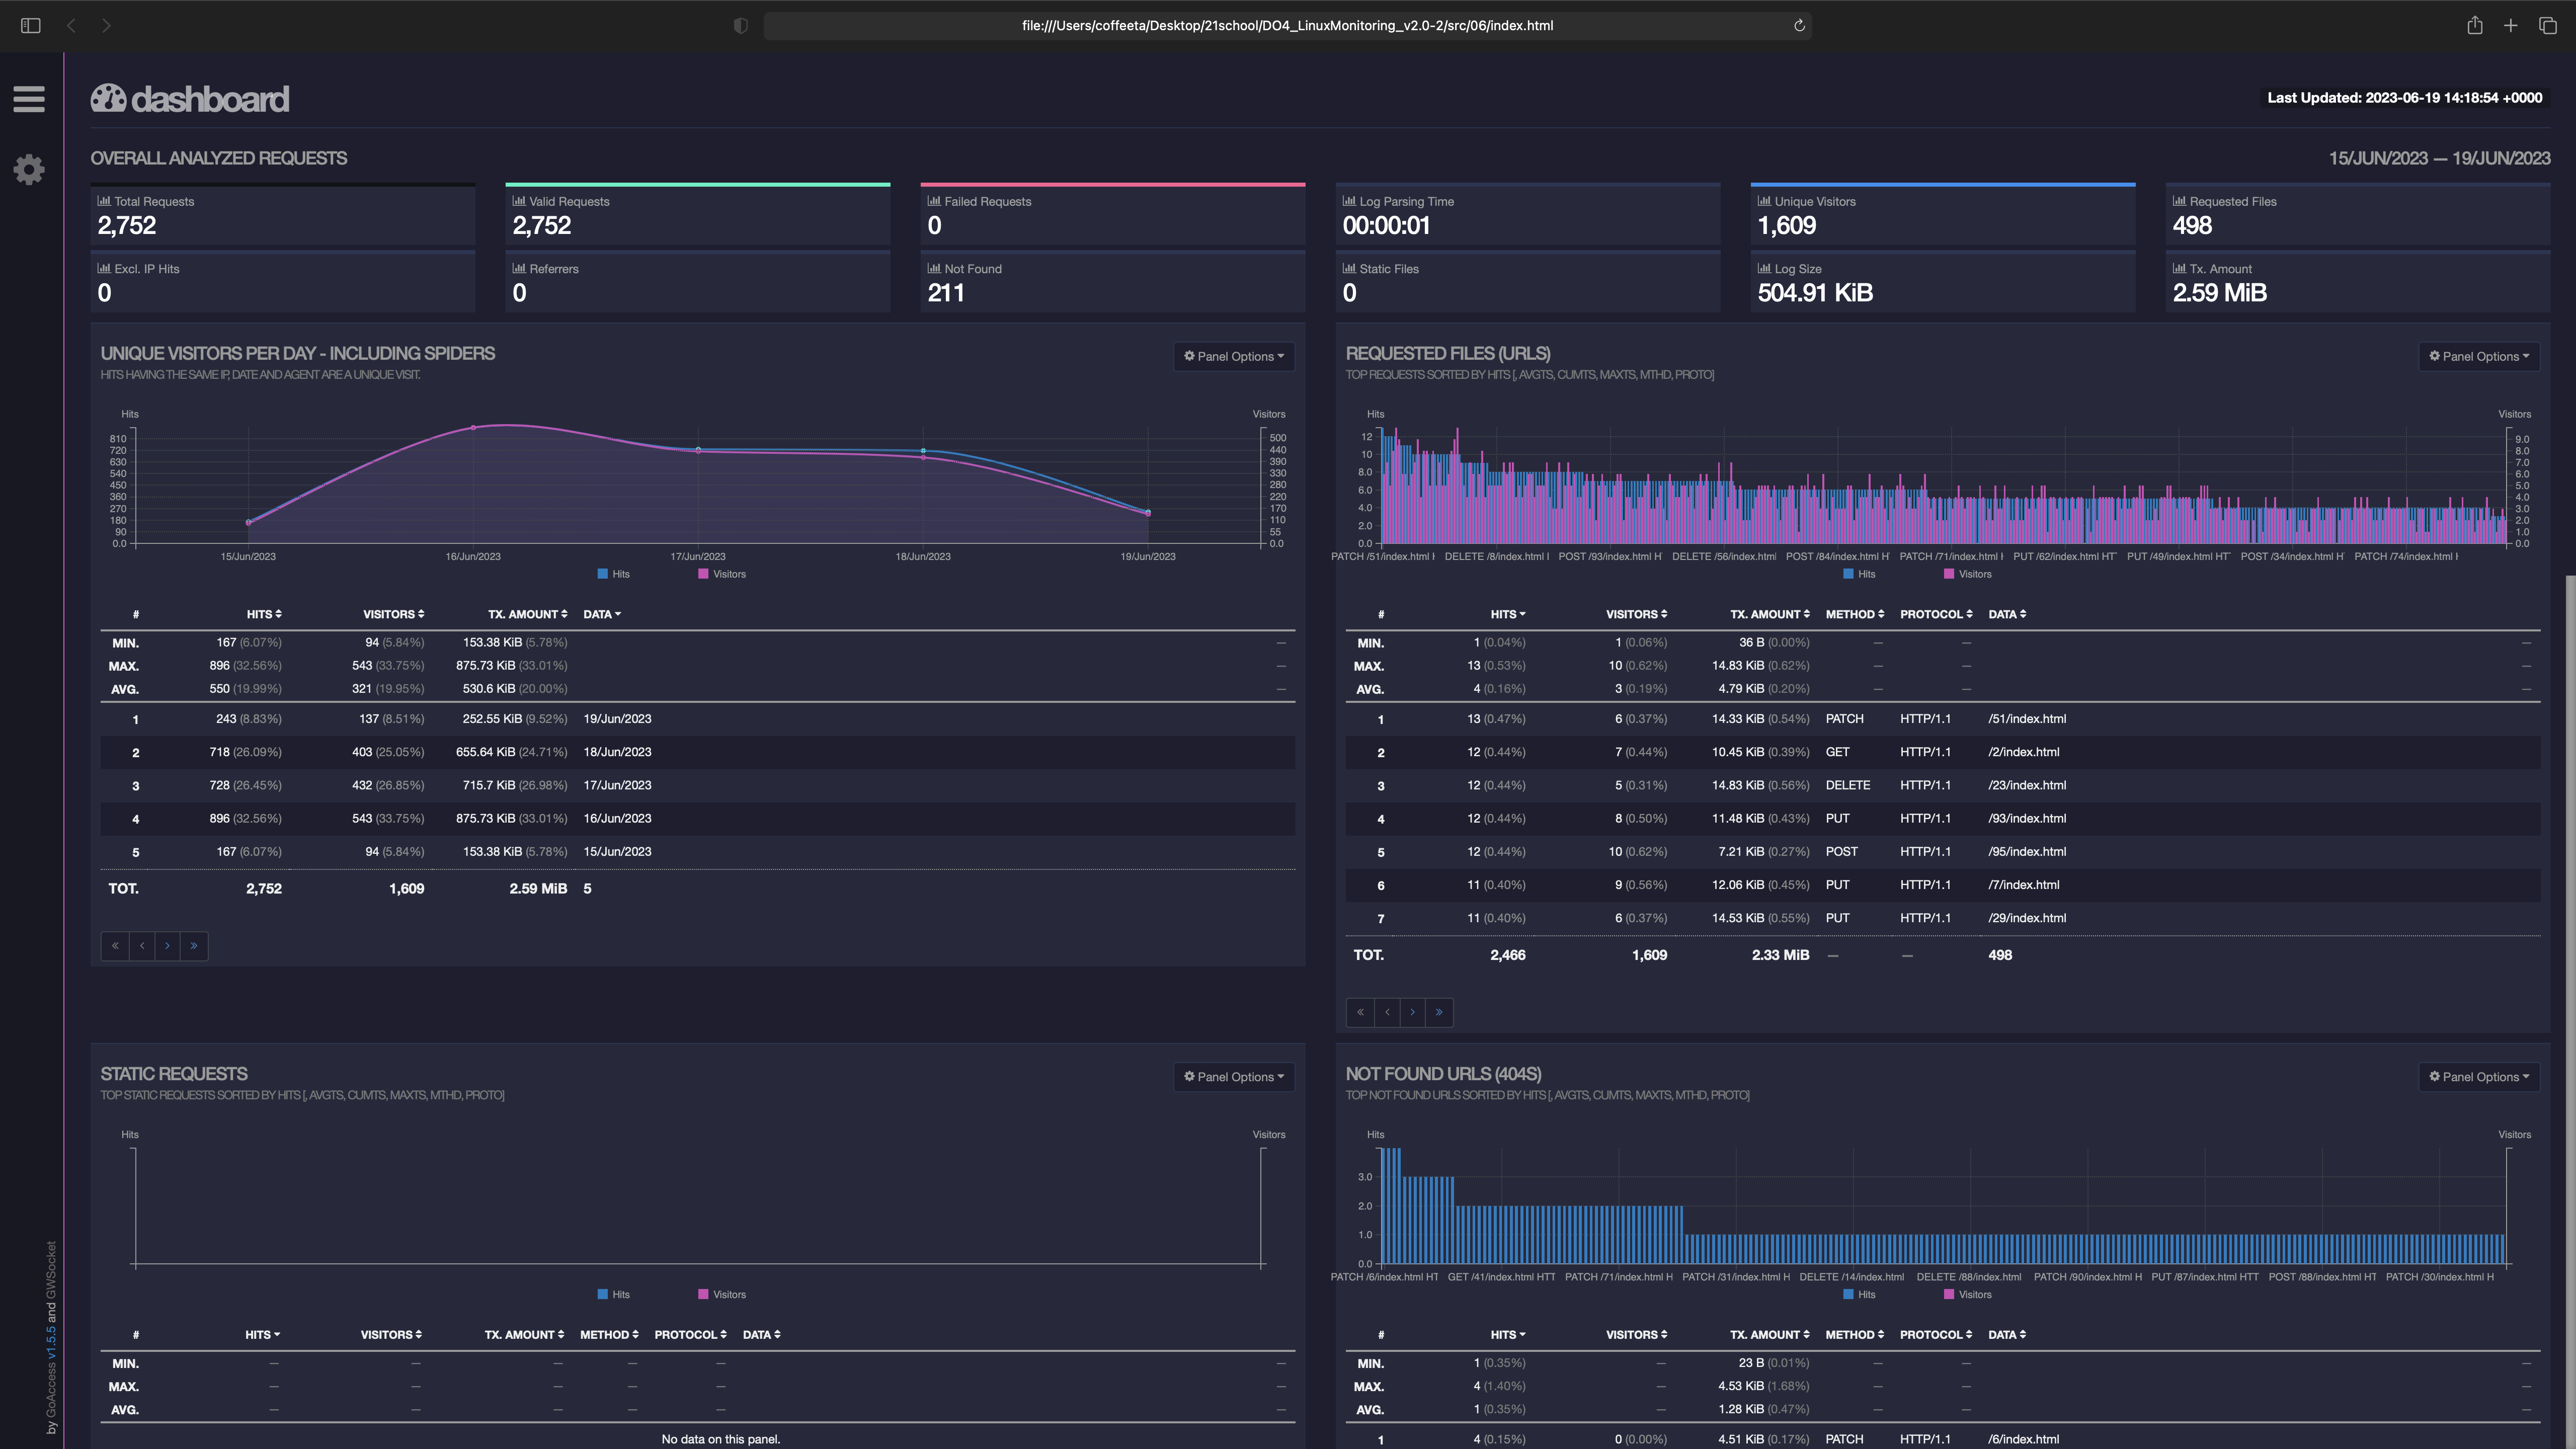 file:///Users/coffeeta/Desktop/21school/DO4_LinuxMonitoring_v2.0-2/src/06/index.html
dashboard
Last Updated: 2023-06-19 14:18:54 +0000
OVERALL ANALYZED REQUESTS
15/JUN/2023 — 19/JUN/2023
Total Requests
2,752
Valid Requests
2,752
Failed Requests
0
Log Parsing Time
00:00:01
Unique Visitors
1,609
Requested Files
498
Excl. IP Hits
0
Referrers
0
Not Found
211
Static Files
0
Log Size
504.91 KiB
Tx. Amount
2.59 MiB
UNIQUE VISITORS PER DAY - INCLUDING SPIDERS
Panel Options
HITS HAVING THE SAME IP, DATE AND AGENT ARE A UNIQUE VISIT.
Hits
Visitors
810
720
630
540
450
360
270
180
90
0.0
500
440
390
330
280
220
170
110
55
0.0
15/Jun/2023 16/Jun/2023 17/Jun/2023 18/Jun/2023 19/Jun/2023
Hits Visitors
# HITS VISITORS TX. AMOUNT DATA
MIN. 167 (6.07%) 94 (5.84%) 153.38 KiB (5.78%) —
MAX. 896 (32.56%) 543 (33.75%) 875.73 KiB (33.01%) —
AVG. 550 (19.99%) 321 (19.95%) 530.6 KiB (20.00%) —
1 243 (8.83%) 137 (8.51%) 252.55 KiB (9.52%) 19/Jun/2023
2 718 (26.09%) 403 (25.05%) 655.64 KiB (24.71%) 18/Jun/2023
3 728 (26.45%) 432 (26.85%) 715.7 KiB (26.98%) 17/Jun/2023
4 896 (32.56%) 543 (33.75%) 875.73 KiB (33.01%) 16/Jun/2023
5 167 (6.07%) 94 (5.84%) 153.38 KiB (5.78%) 15/Jun/2023
TOT. 2,752 1,609 2.59 MiB 5
« ‹ › »
REQUESTED FILES (URLS)
Panel Options
TOP REQUESTS SORTED BY HITS [, AVGTS, CUMTS, MAXTS, MTHD, PROTO]
Hits
Visitors
12
10
8.0
6.0
4.0
2.0
0.0
9.0
8.0
7.0
6.0
5.0
4.0
3.0
2.0
1.0
0.0
PATCH /51/index.html H DELETE /8/index.html H POST /93/index.html H DELETE /56/index.html POST /84/index.html H PATCH /71/index.html H PUT /62/index.html HT PUT /49/index.html HT POST /34/index.html H PATCH /74/index.html H
Hits Visitors
# HITS VISITORS TX. AMOUNT METHOD PROTOCOL DATA
MIN. 1 (0.04%) 1 (0.06%) 36 B (0.00%) — — —
MAX. 13 (0.53%) 10 (0.62%) 14.83 KiB (0.62%) — — —
AVG. 4 (0.16%) 3 (0.19%) 4.79 KiB (0.20%) — — —
1 13 (0.47%) 6 (0.37%) 14.33 KiB (0.54%) PATCH HTTP/1.1 /51/index.html
2 12 (0.44%) 7 (0.44%) 10.45 KiB (0.39%) GET HTTP/1.1 /2/index.html
3 12 (0.44%) 5 (0.31%) 14.83 KiB (0.56%) DELETE HTTP/1.1 /23/index.html
4 12 (0.44%) 8 (0.50%) 11.48 KiB (0.43%) PUT HTTP/1.1 /93/index.html
5 12 (0.44%) 10 (0.62%) 7.21 KiB (0.27%) POST HTTP/1.1 /95/index.html
6 11 (0.40%) 9 (0.56%) 12.06 KiB (0.45%) PUT HTTP/1.1 /7/index.html
7 11 (0.40%) 6 (0.37%) 14.53 KiB (0.55%) PUT HTTP/1.1 /29/index.html
TOT. 2,466 1,609 2.33 MiB — — 498
« ‹ › »
STATIC REQUESTS
Panel Options
TOP STATIC REQUESTS SORTED BY HITS [, AVGTS, CUMTS, MAXTS, MTHD, PROTO]
Hits
Visitors
Hits Visitors
# HITS VISITORS TX. AMOUNT METHOD PROTOCOL DATA
MIN. — — — — — —
MAX. — — — — — —
AVG. — — — — — —
No data on this panel.
NOT FOUND URLS (404S)
Panel Options
TOP NOT FOUND URLS SORTED BY HITS [, AVGTS, CUMTS, MAXTS, MTHD, PROTO]
Hits
Visitors
3.0
2.0
1.0
0.0
PATCH /6/index.html HT GET /41/index.html HTT PATCH /71/index.html H PATCH /31/index.html H DELETE /14/index.html DELETE /88/index.html PATCH /90/index.html H PUT /87/index.html HTT POST /88/index.html HT PATCH /30/index.html H
Hits Visitors
# HITS VISITORS TX. AMOUNT METHOD PROTOCOL DATA
MIN. 1 (0.35%) — 23 B (0.01%) — — —
MAX. 4 (1.40%) — 4.53 KiB (1.68%) — — —
AVG. 1 (0.35%) — 1.28 KiB (0.47%) — — —
1 4 (0.15%) 0 (0.00%) 4.51 KiB (0.17%) PATCH HTTP/1.1 /6/index.html
by GoAccess v1.5.5 and GWSocket